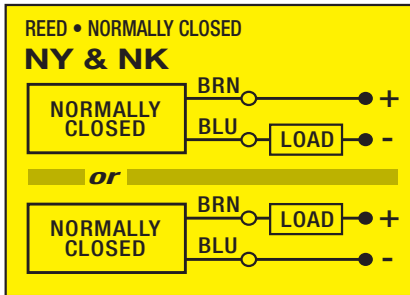 REED • NORMALLY CLOSED
NY & NK
BRN
+
NORMALLY
CLOSED
BLU
LOAD
-
or
BRN
LOAD
+
NORMALLY
CLOSED
BLU
-